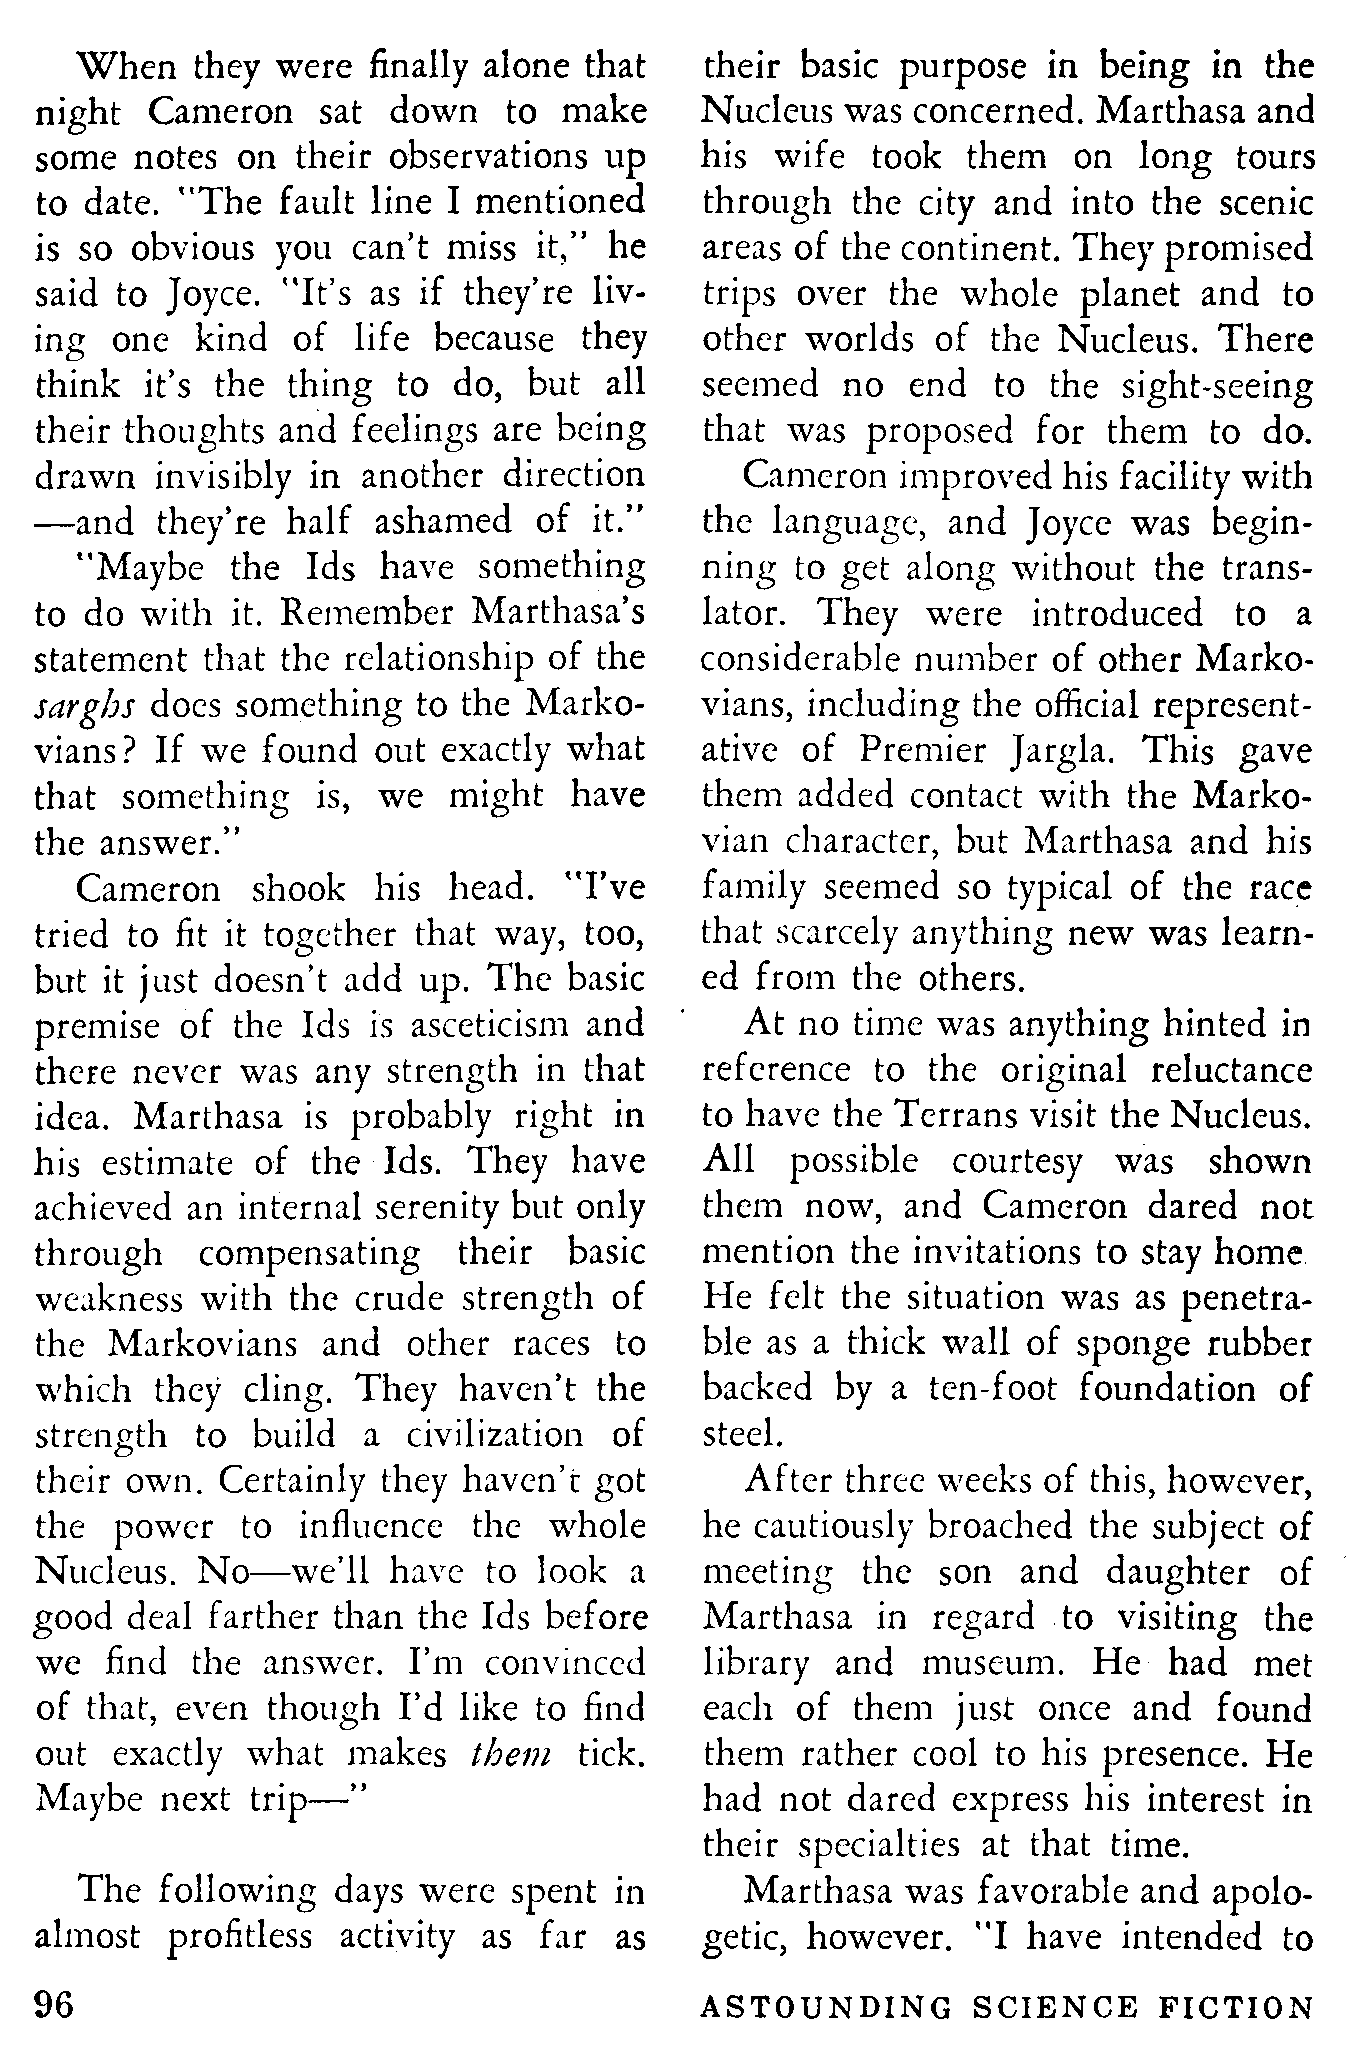 When they were finally alone that
night Cameron sat down to make
some notes on their observations up
to date. "The fault line I mentioned
is so obvious you can't miss it," he
said to Joyce. "It's as if they're liv-
ing one kind of life because they
think it's the thing to do, but all
their thoughts and feelings are being
drawn invisibly in another direction
—and they're half ashamed of it."
"Maybe the Ids have something
to do with it. Remember Marthasa's
statement that the relationship of the
sarghs does something to the Marko-
vians? If we found out exactly what
that something is, we might have
the answer."
Cameron shook his head. "I've
tried to fit it together that way, too,
but it just doesn't add up. The basic
premise of the Ids is asceticism and
there never was any strength in that
idea. Marthasa is probably right in
his estimate of the Ids. They have
achieved an internal serenity but only
through compensating their basic
weakness with the crude strength of
the Markovians and other races to
which they cling. They haven't the
strength to build a civilization of
their own. Certainly they haven't got
the power to influence the whole
Nucleus. No—we'll have to look a
good deal farther than the Ids before
we find the answer. I'm convinced
of that, even though I'd like to find
out exactly what makes them tick.
Maybe next trip—"
The following days were spent in
almost profitless activity as far as
their basic purpose in being in the
Nucleus was concerned. Marthasa and
his wife took them on long tours
through the city and into the scenic
areas of the continent. They promised
trips over the whole planet and to
other worlds of the Nucleus. There
seemed no end to the sight-seeing
that was proposed for them to do.
Cameron improved his facility with
the language, and Joyce was begin-
ning to get along without the trans-
lator. They were introduced to a
considerable number of other Marko-
vians, including the official represent-
ative of Premier Jargla. This gave
them added contact with the Marko-
vian character, but Marthasa and his
family seemed so typical of the race
that scarcely anything new was learn-
ed from the others.
At no time was anything hinted in
reference to the original reluctance
to have the Terrans visit the Nucleus.
All possible courtesy was shown
them now, and Cameron dared not
mention the invitations to stay home.
He felt the situation was as penetra-
ble as a thick wall of sponge rubber
backed by a ten-foot foundation of
steel.
After three weeks of this, however,
he cautiously broached the subject of
meeting the son and daughter of
Marthasa in regard to visiting the
library and museum. He had met
each of them just once and found
them rather cool to his presence. He
had not dared express his interest in
their specialties at that time.
Marthasa was favorable and apolo-
getic, however. "I have intended to
96
ASTOUNDING SCIENCE FICTION